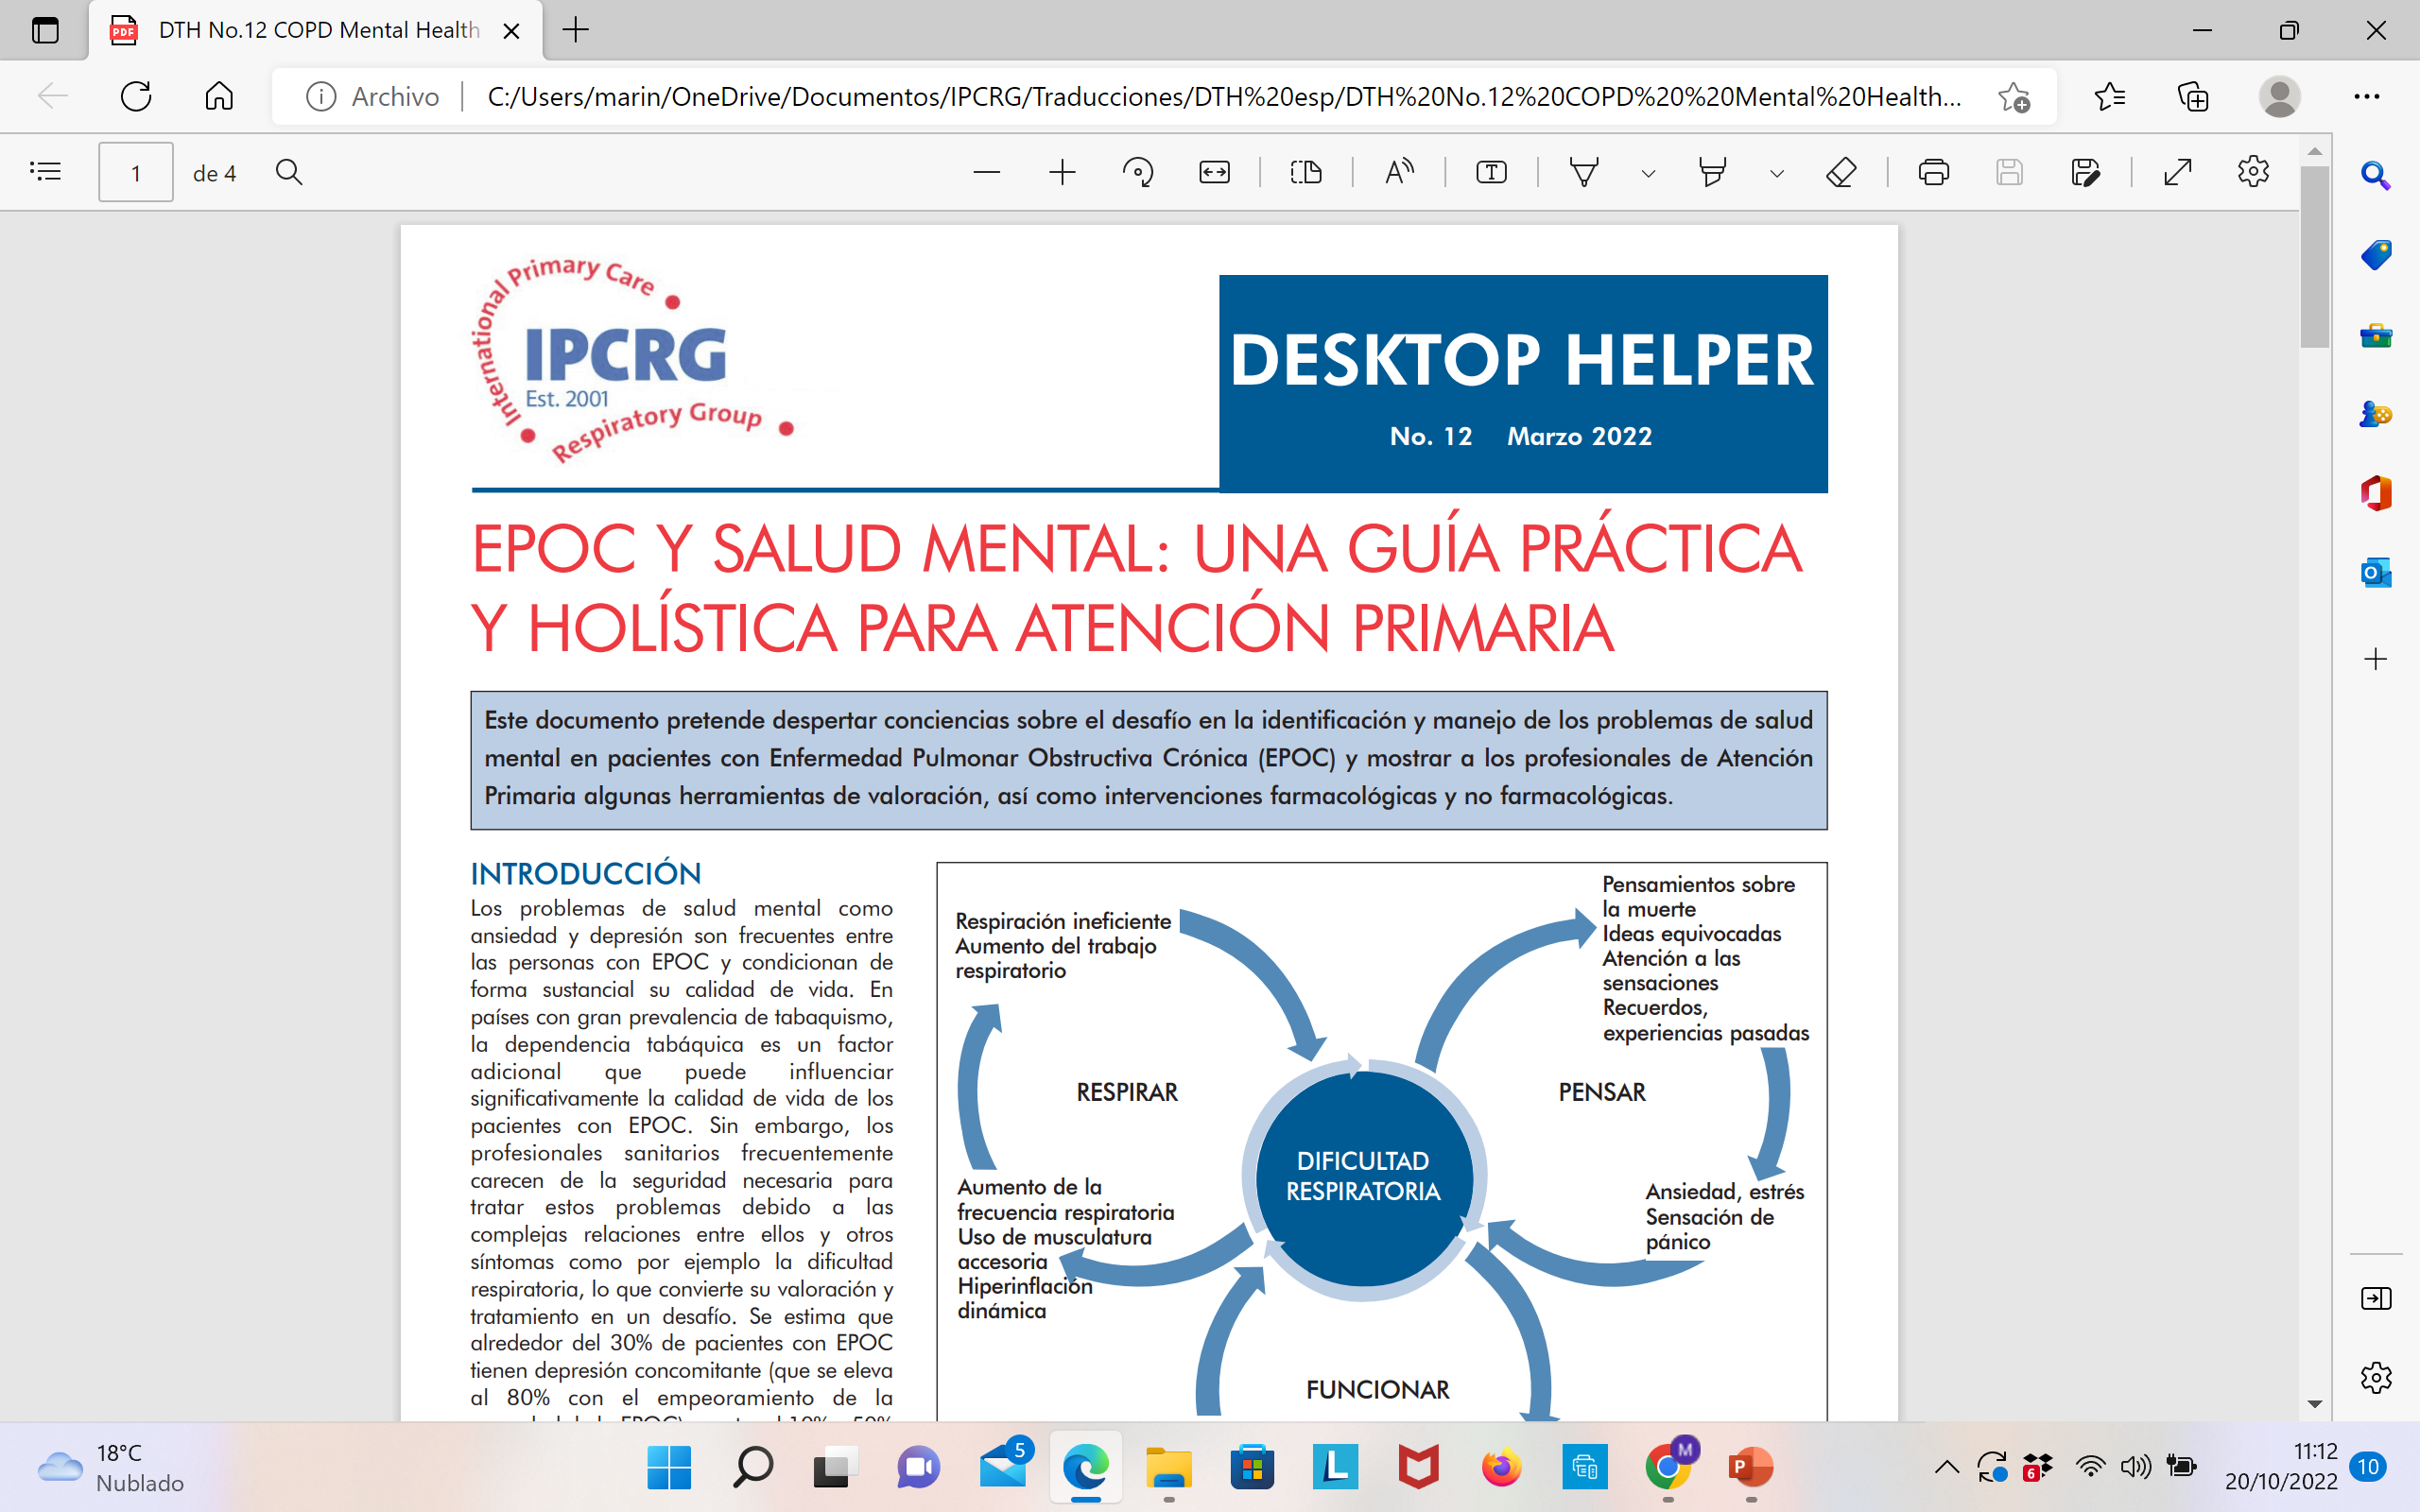 DTH No.12 COPD Mental Health
Archivo
C:/Users/marin/OneDrive/Documentos/IPCRG/Traducciones/DTH%20esp/DTH%20No.12%20COPD%20%20Mental%20Health...
1
de 4
International Primary Care
IPCRG
Est. 2001
Respiratory Group
DESKTOP HELPER
No. 12 Marzo 2022
EPOC Y SALUD MENTAL: UNA GUÍA PRÁCTICA
Y HOLÍSTICA PARA ATENCIÓN PRIMARIA
Este documento pretende despertar conciencias sobre el desafío en la identificación y manejo de los problemas de salud
mental en pacientes con Enfermedad Pulmonar Obstructiva Crónica (EPOC) y mostrar a los profesionales de Atención
Primaria algunas herramientas de valoración, así como intervenciones farmacológicas y no farmacológicas.
INTRODUCCIÓN
Los problemas de salud mental como
ansiedad y depresión son frecuentes entre
las personas con EPOC y condicionan de
forma sustancial su calidad de vida. En
países con gran prevalencia de tabaquismo,
la dependencia tabáquica es un factor
adicional que puede influenciar
significativamente la calidad de vida de los
pacientes con EPOC. Sin embargo, los
profesionales sanitarios frecuentemente
carecen de la seguridad necesaria para
tratar estos problemas debido a las
complejas relaciones entre ellos y otros
síntomas como por ejemplo la dificultad
respiratoria, lo que convierte su valoración y
tratamiento en un desafío. Se estima que
alrededor del 30% de pacientes con EPOC
tienen depresión concomitante (que se eleva
al 80% con el empeoramiento de la
Respiración ineficiente
Aumento del trabajo
respiratorio
Pensamientos sobre
la muerte
Ideas equivocadas
Atención a las
sensaciones
Recuerdos,
experiencias pasadas
RESPIRAR
PENSAR
DIFICULTAD
RESPIRATORIA
Aumento de la
frecuencia respiratoria
Uso de musculatura
accesoria
Hiperinflación
dinámica
Ansiedad, estrés
Sensación de
pánico
FUNCIONAR
18°C
Nublado
5
L
M
P
6
11:12
20/10/2022
10